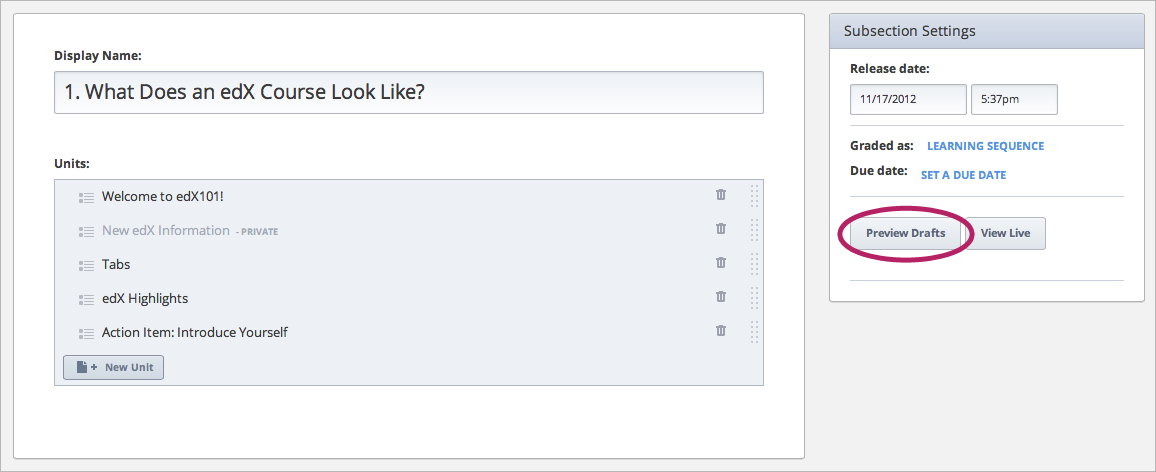 Display Name:
1. What Does an edX Course Look Like?
Units:
Welcome to edX101!
New edX Information - PRIVATE
Tabs
edX Highlights
Action Item: Introduce Yourself
+ New Unit
Subsection Settings
Release date:
11/17/2012 5:37pm
Graded as: LEARNING SEQUENCE
Due date: SET A DUE DATE
Preview Drafts View Live